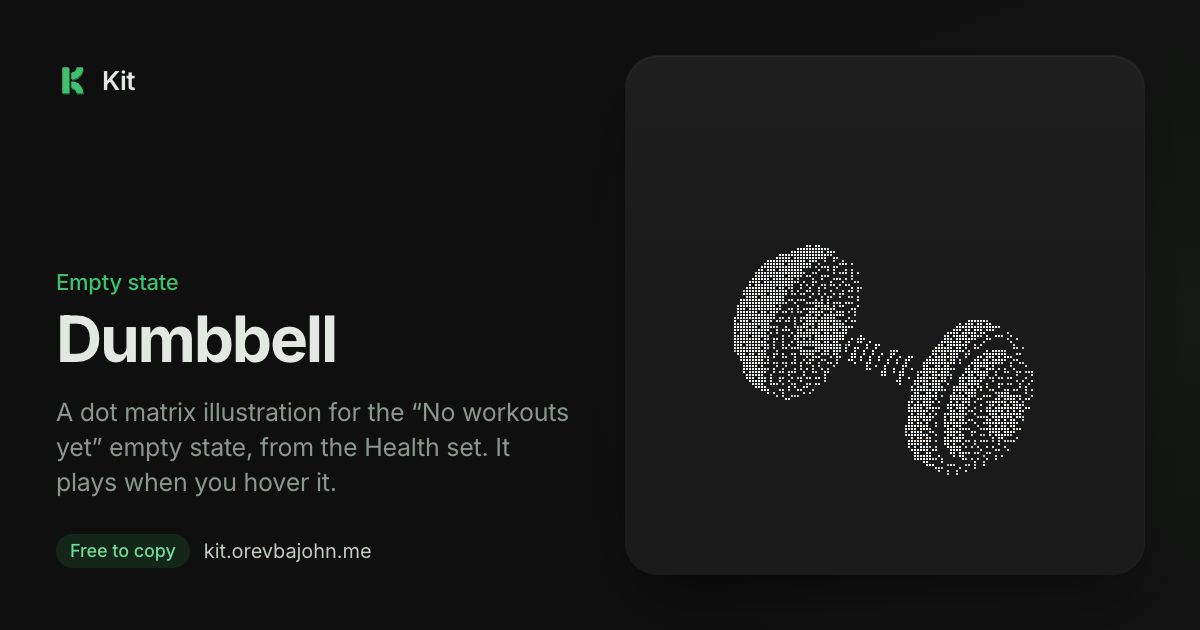 Kit
Empty state
Dumbbell
A dot matrix illustration for the “No workouts
yet” empty state, from the Health set. It
plays when you hover it.
Free to copy
kit.orevbajohn.me